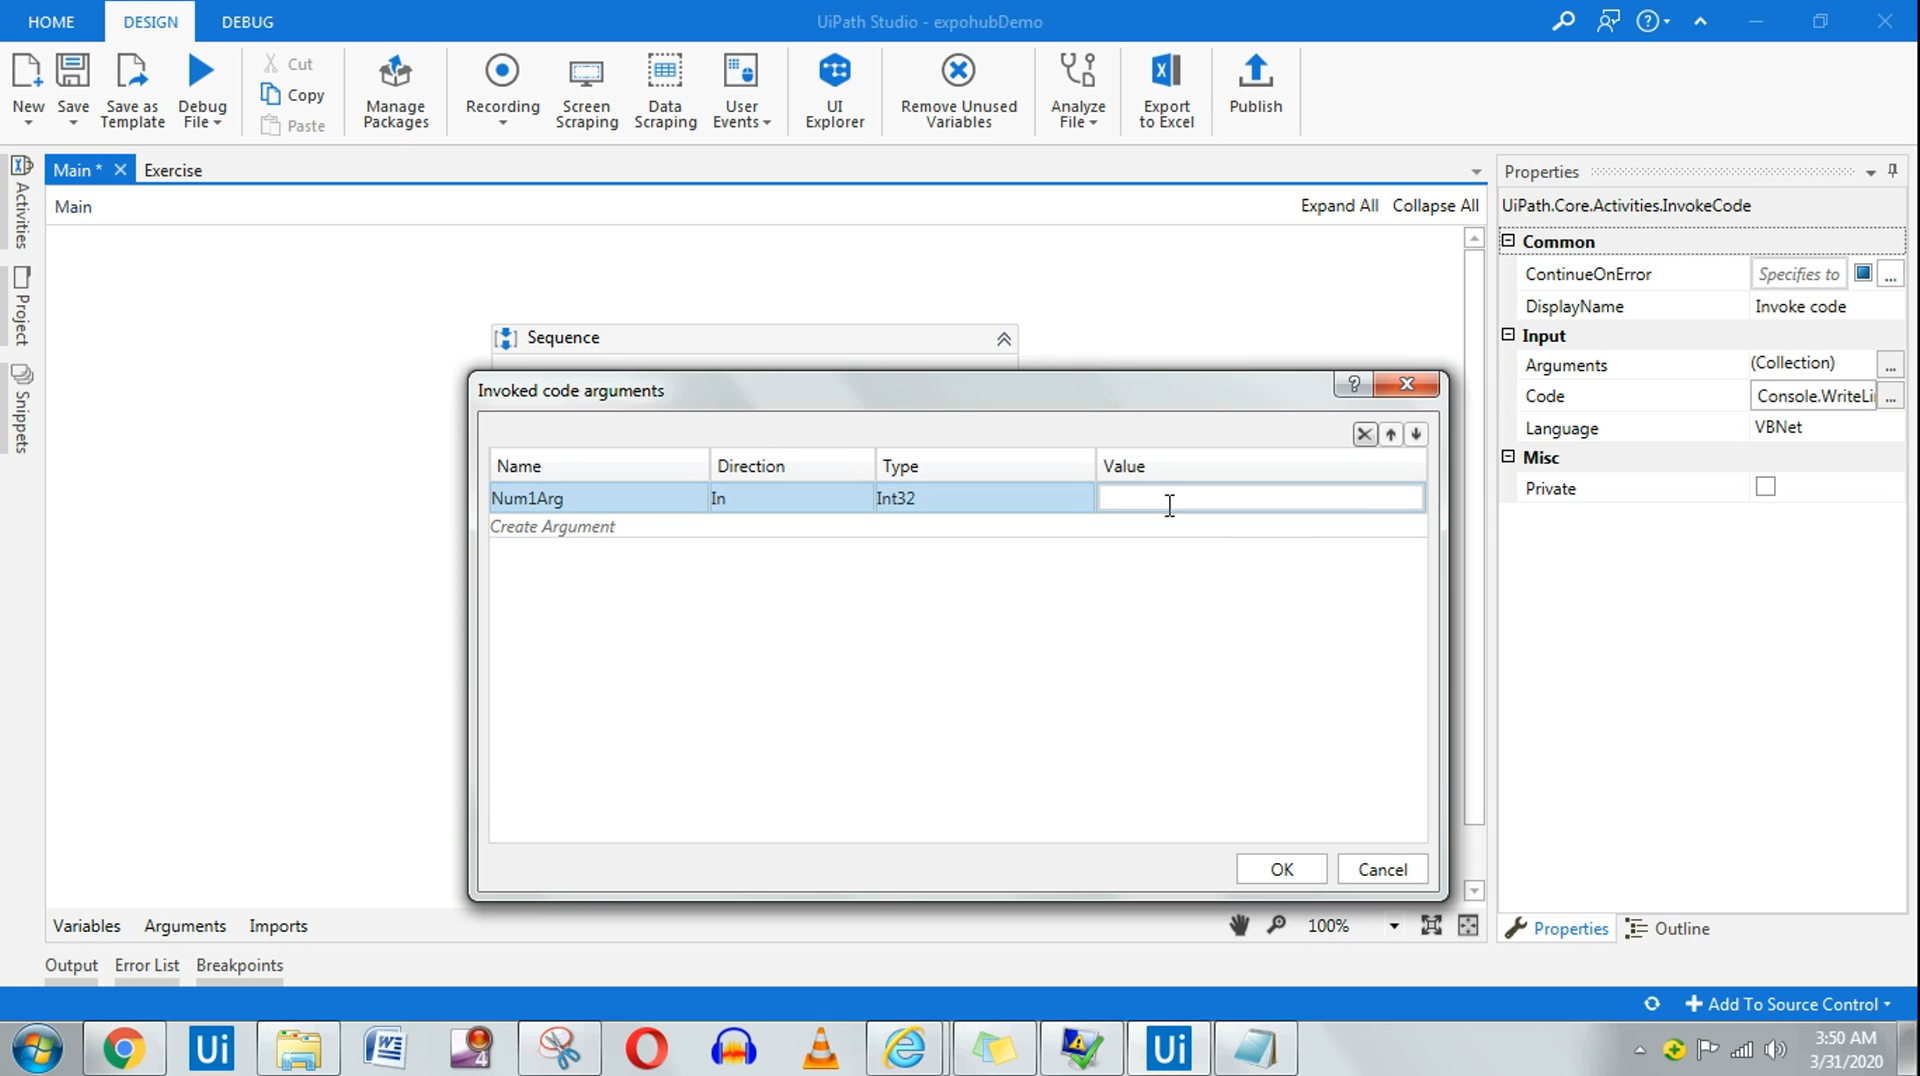 HOME DESIGN DEBUG UiPath Studio - expohubDemo
New Save Save as Template Debug File Cut Copy Paste Manage Packages Recording Screen Scraping Data Scraping User Events UI Explorer Remove Unused Variables Analyze File Export to Excel Publish
Main * Exercise
Main Expand All Collapse All
Activities
Project
Snippets
Sequence
Invoked code arguments
Name Direction Type Value
Num1Arg In Int32
Create Argument
OK Cancel
Properties
UiPath.Core.Activities.InvokeCode
Common
ContinueOnError Specifies to ...
DisplayName Invoke code
Input
Arguments (Collection) ...
Code Console.WriteLi ...
Language VBNet
Misc
Private
Variables Arguments Imports 100% Properties Outline
Output Error List Breakpoints
Add To Source Control
Ui 4 Ui
3:50 AM
3/31/2020